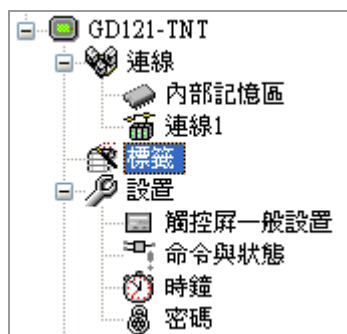 GD121-TNT
連線
內部記憶區
連線1
標籤
設置
觸控屏一般設置
命令與狀態
時鐘
密碼